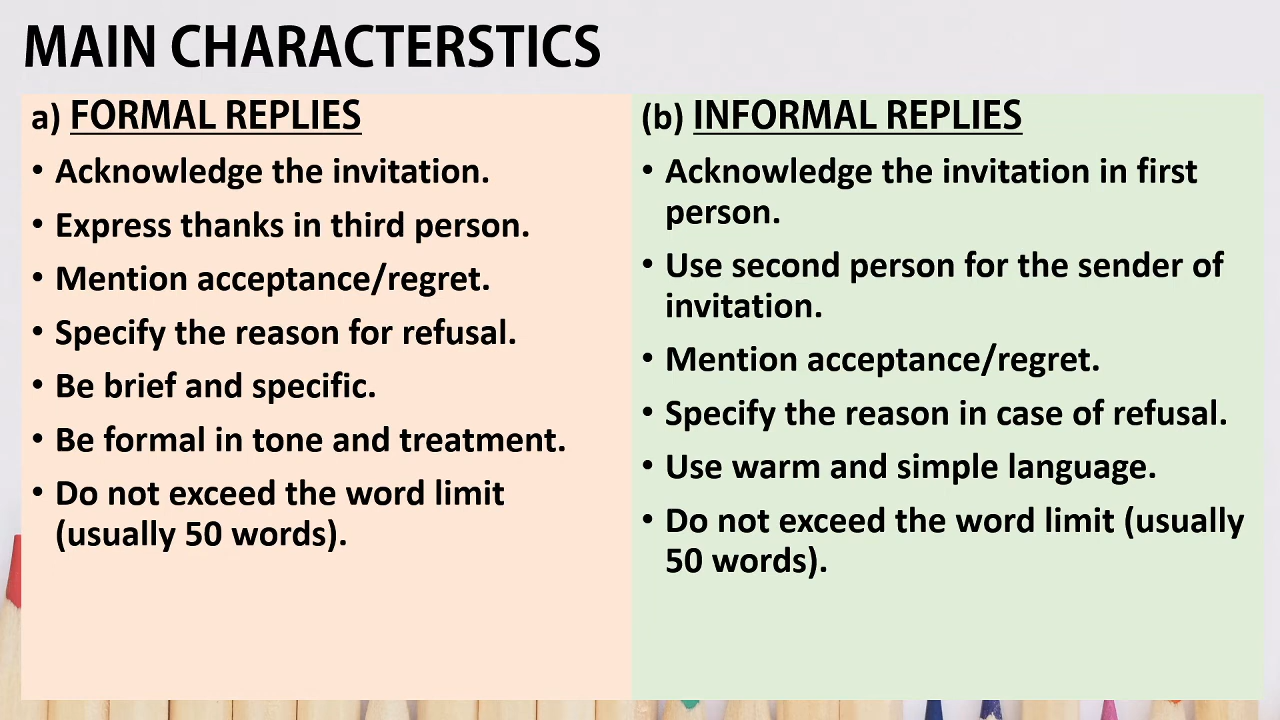 MAIN CHARACTERSTICS
a) FORMAL REPLIES
• Acknowledge the invitation.
• Express thanks in third person.
• Mention acceptance/regret.
• Specify the reason for refusal.
• Be brief and specific.
• Be formal in tone and treatment.
• Do not exceed the word limit
(usually 50 words).
(b) INFORMAL REPLIES
• Acknowledge the invitation in first
person.
• Use second person for the sender of
invitation.
• Mention acceptance/regret.
• Specify the reason in case of refusal.
• Use warm and simple language.
• Do not exceed the word limit (usually
50 words).